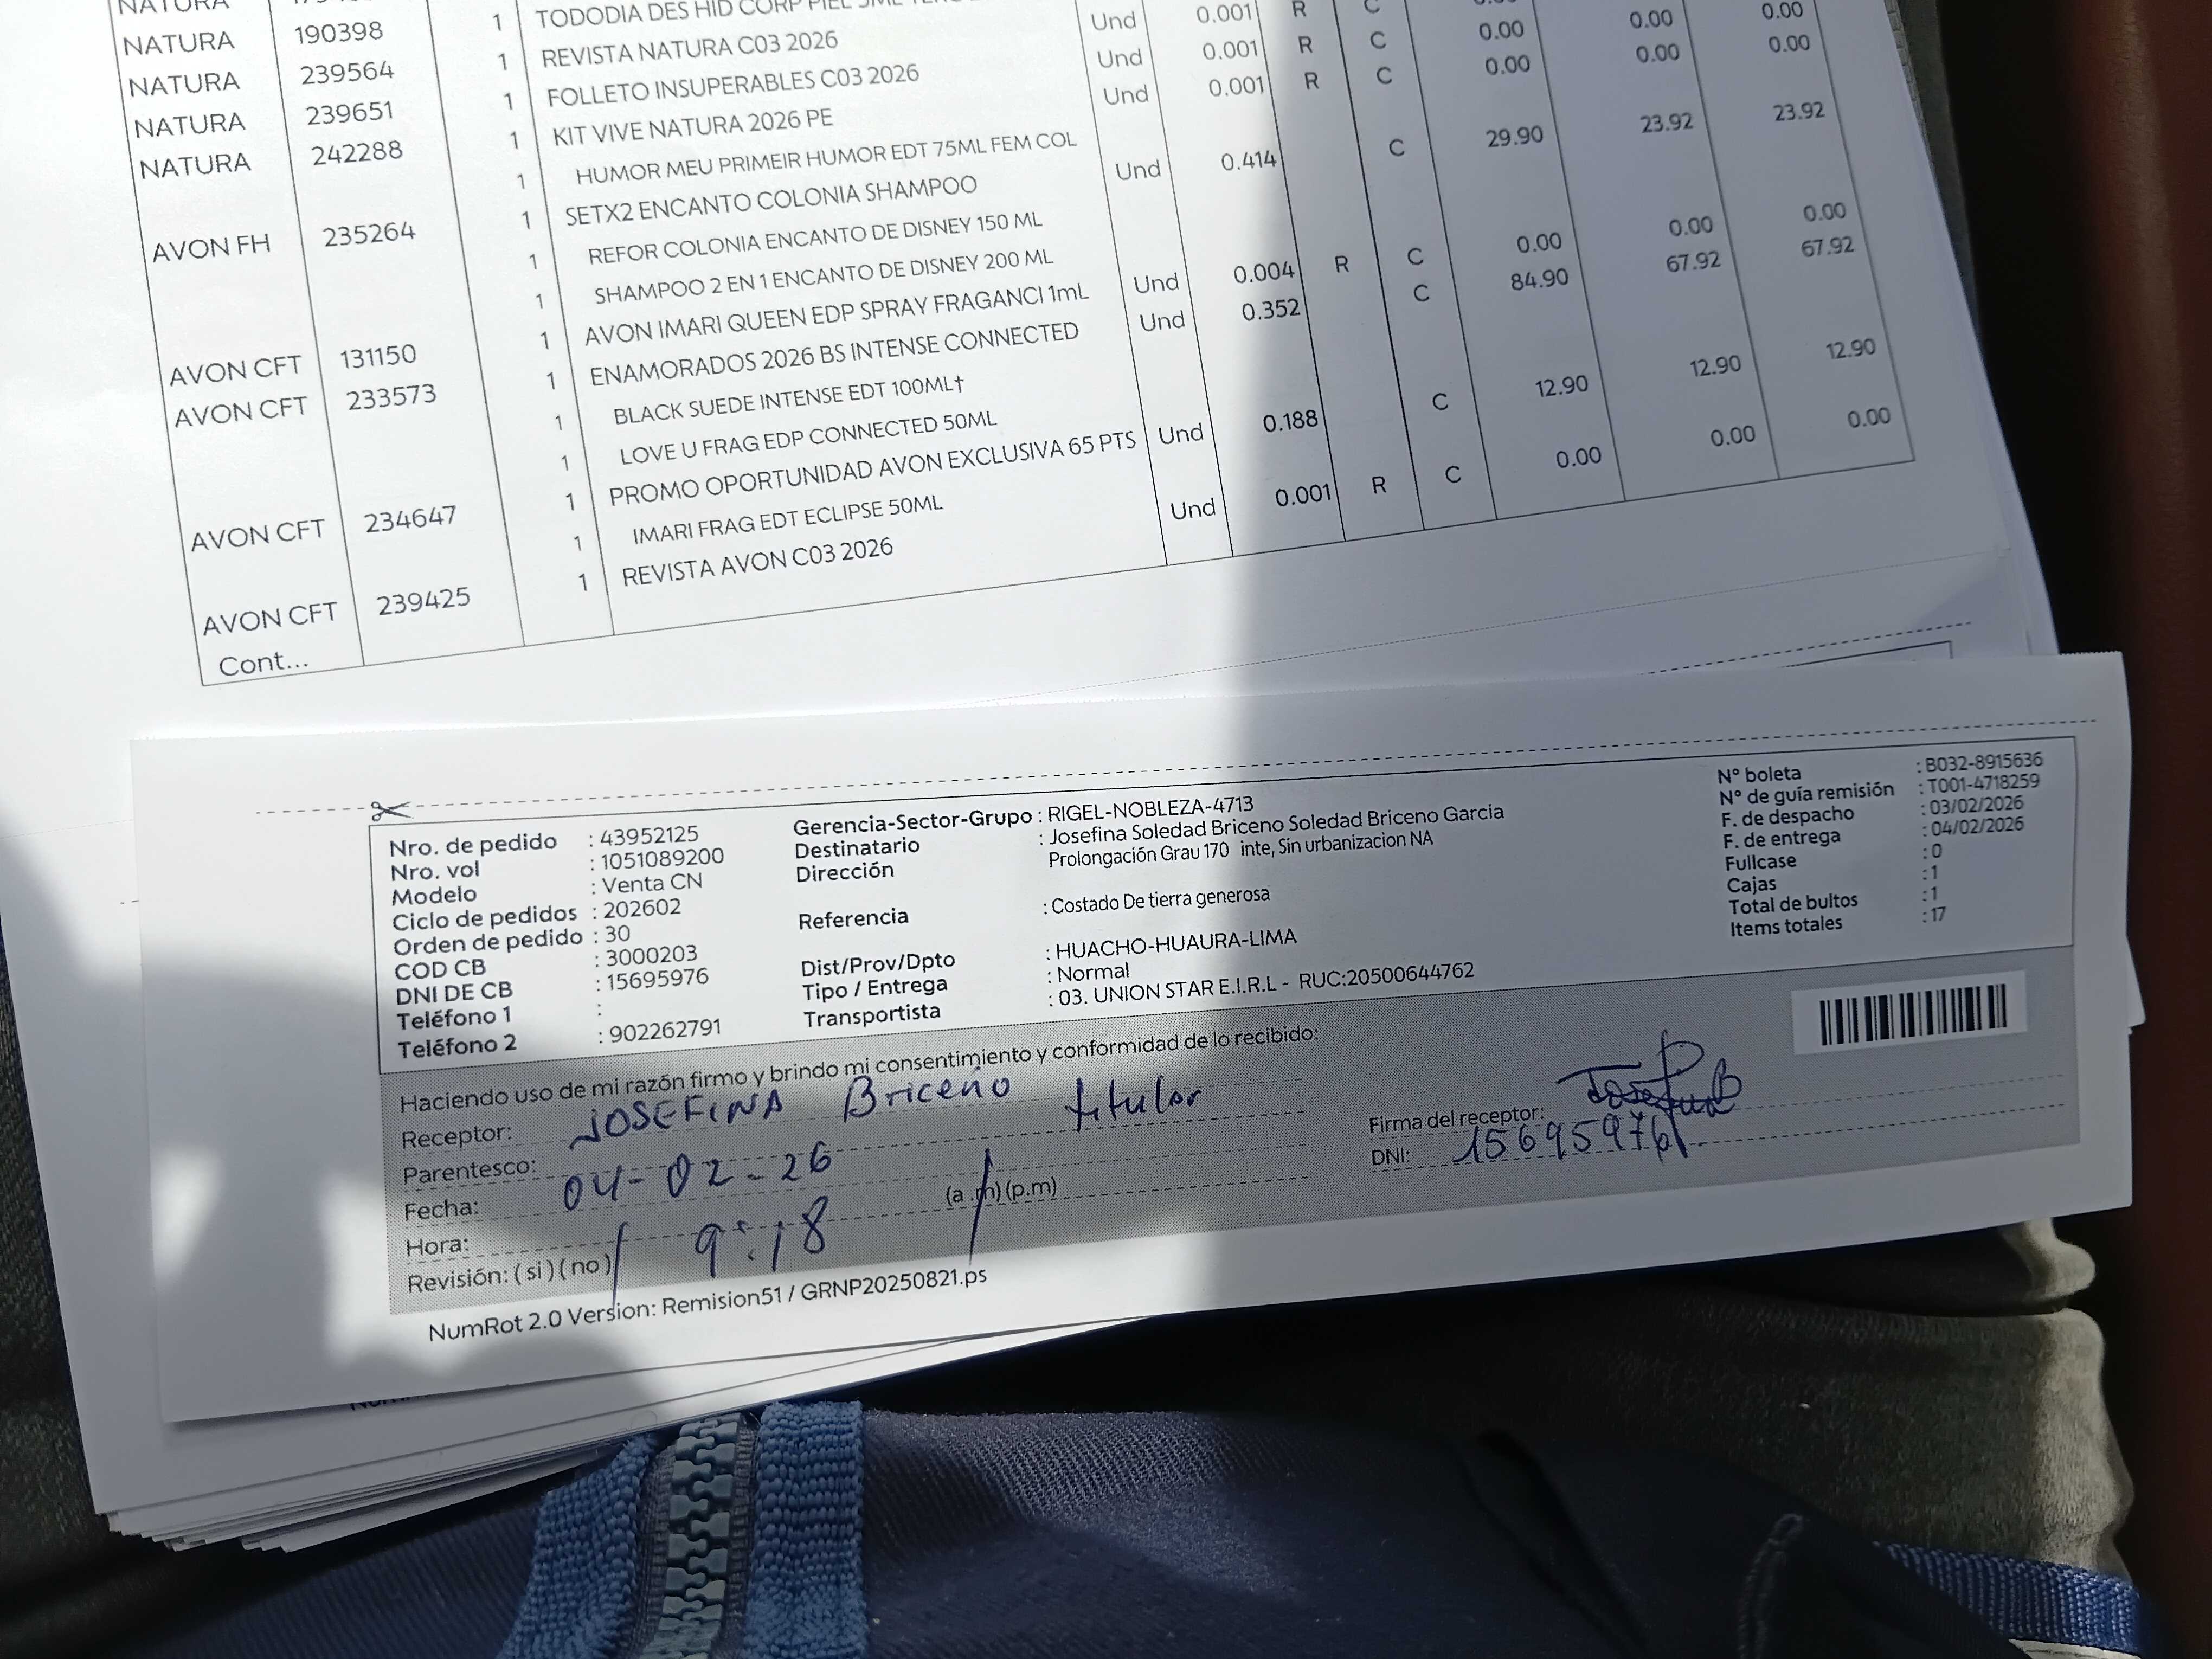 NATURA 190398 1 TODODIA DES HID CORP PIEL Und 0.001 R C 0.00 0.00
NATURA 239564 1 REVISTA NATURA C03 2026 Und 0.001 R C 0.00 0.00 0.00
NATURA 239651 1 FOLLETO INSUPERABLES C03 2026 Und 0.001 R C 0.00 0.00 0.00
NATURA 242288 1 KIT VIVE NATURA 2026 PE
1 HUMOR MEU PRIMEIR HUMOR EDT 75ML FEM COL
AVON FH 235264 1 SETX2 ENCANTO COLONIA SHAMPOO Und 0.414 C 29.90 23.92 23.92
1 REFOR COLONIA ENCANTO DE DISNEY 150 ML
1 SHAMPOO 2 EN 1 ENCANTO DE DISNEY 200 ML
AVON CFT 131150 1 AVON IMARI QUEEN EDP SPRAY FRAGANCI 1mL Und 0.004 R C 0.00 0.00 0.00
AVON CFT 233573 1 ENAMORADOS 2026 BS INTENSE CONNECTED Und 0.352 C 84.90 67.92 67.92
1 BLACK SUEDE INTENSE EDT 100ML†
1 LOVE U FRAG EDP CONNECTED 50ML
AVON CFT 234647 1 PROMO OPORTUNIDAD AVON EXCLUSIVA 65 PTS Und 0.188 C 12.90 12.90 12.90
1 IMARI FRAG EDT ECLIPSE 50ML
AVON CFT 239425 1 REVISTA AVON C03 2026 Und 0.001 R C 0.00 0.00 0.00
Cont...
Nro. de pedido : 43952125
Nro. vol : 1051089200
Modelo : Venta CN
Ciclo de pedidos : 202602
Orden de pedido : 30
COD CB : 3000203
DNI DE CB : 15695976
Teléfono 1 :
Teléfono 2 : 902262791
Gerencia-Sector-Grupo : RIGEL-NOBLEZA-4713
Destinatario : Josefina Soledad Briceno Soledad Briceno Garcia
Dirección Prolongación Grau 170 inte, Sin urbanizacion NA
Referencia : Costado De tierra generosa
Dist/Prov/Dpto : HUACHO-HUAURA-LIMA
Tipo / Entrega : Normal
Transportista : 03. UNION STAR E.I.R.L - RUC:20500644762
N° boleta : B032-8915636
N° de guía remisión : T001-4718259
F. de despacho : 03/02/2026
F. de entrega : 04/02/2026
Fullcase : 0
Cajas : 1
Total de bultos : 1
Items totales : 17
Haciendo uso de mi razón firmo y brindo mi consentimiento y conformidad de lo recibido:
Receptor: JOSEFINA Briceño titular
Parentesco:
Fecha: 04-02-26
Hora: 9:18 (a .m) (p.m)
Revisión: ( si ) ( no )
Firma del receptor:
DNI: 15695976
NumRot 2.0 Version: Remision51 / GRNP20250821.ps